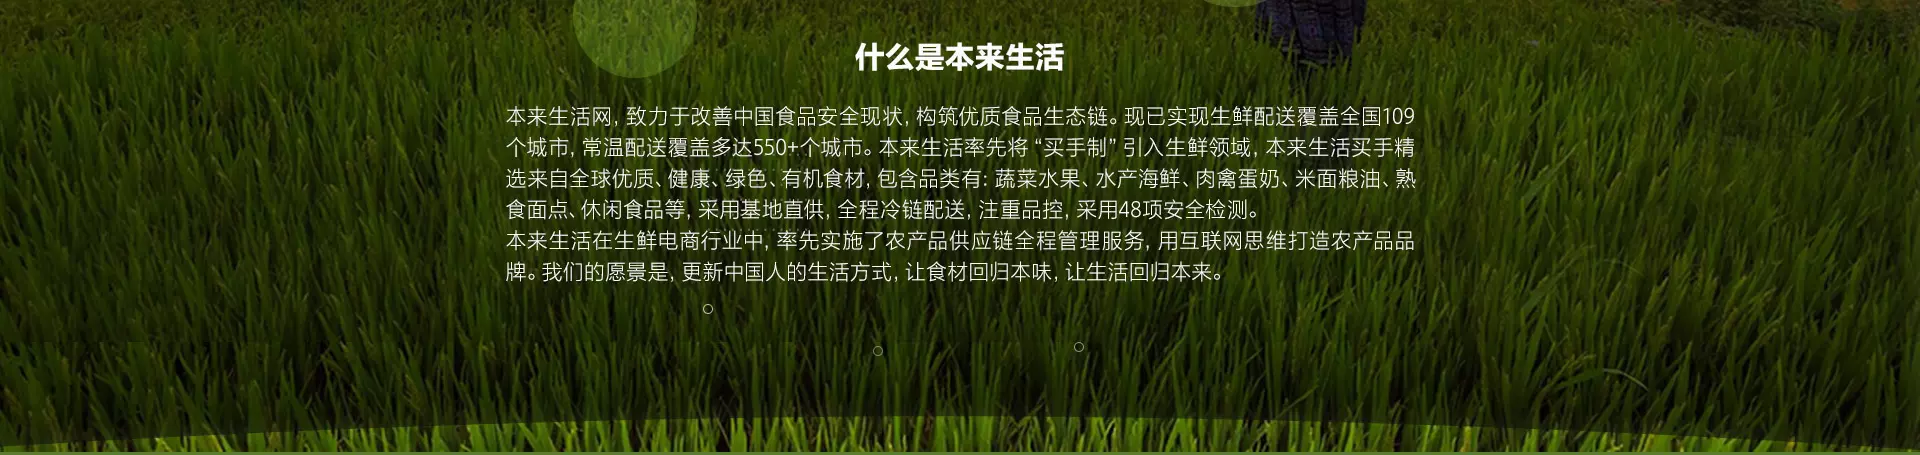 什么是本来生活
本来生活网, 致力于改善中国食品安全现状, 构筑优质食品生态链。现已实现生鲜配送覆盖全国109
个城市, 常温配送覆盖多达550+个城市。本来生活率先将 “买手制” 引入生鲜领域, 本来生活买手精
选来自全球优质、健康、绿色、有机食材, 包含品类有: 蔬菜水果、水产海鲜、肉禽蛋奶、米面粮油、熟
食面点、休闲食品等, 采用基地直供, 全程冷链配送, 注重品控, 采用48项安全检测。
本来生活在生鲜电商行业中, 率先实施了农产品供应链全程管理服务, 用互联网思维打造农产品品
牌。我们的愿景是, 更新中国人的生活方式, 让食材回归本味, 让生活回归本来。